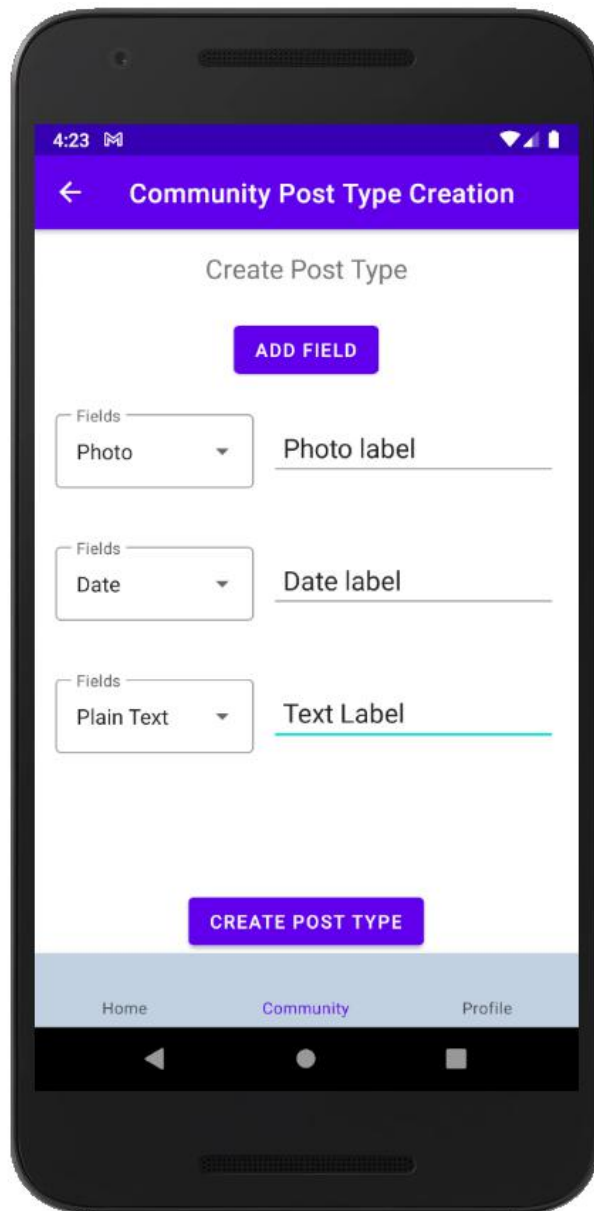 4:23
Community Post Type Creation
Create Post Type
ADD FIELD
Fields
Photo
Photo label
Fields
Date
Date label
Fields
Plain Text
Text Label
CREATE POST TYPE
Home Community Profile